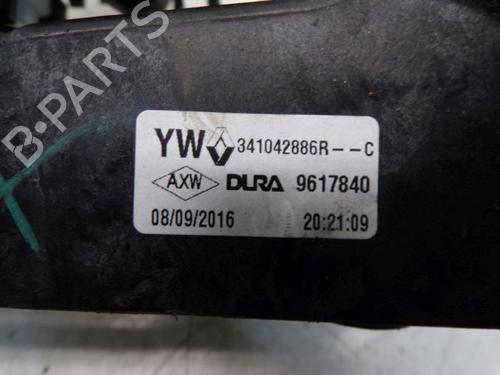 B-PARTS
YW 341042886R--C
AXW DURA 9617840
08/09/2016 20:21:09